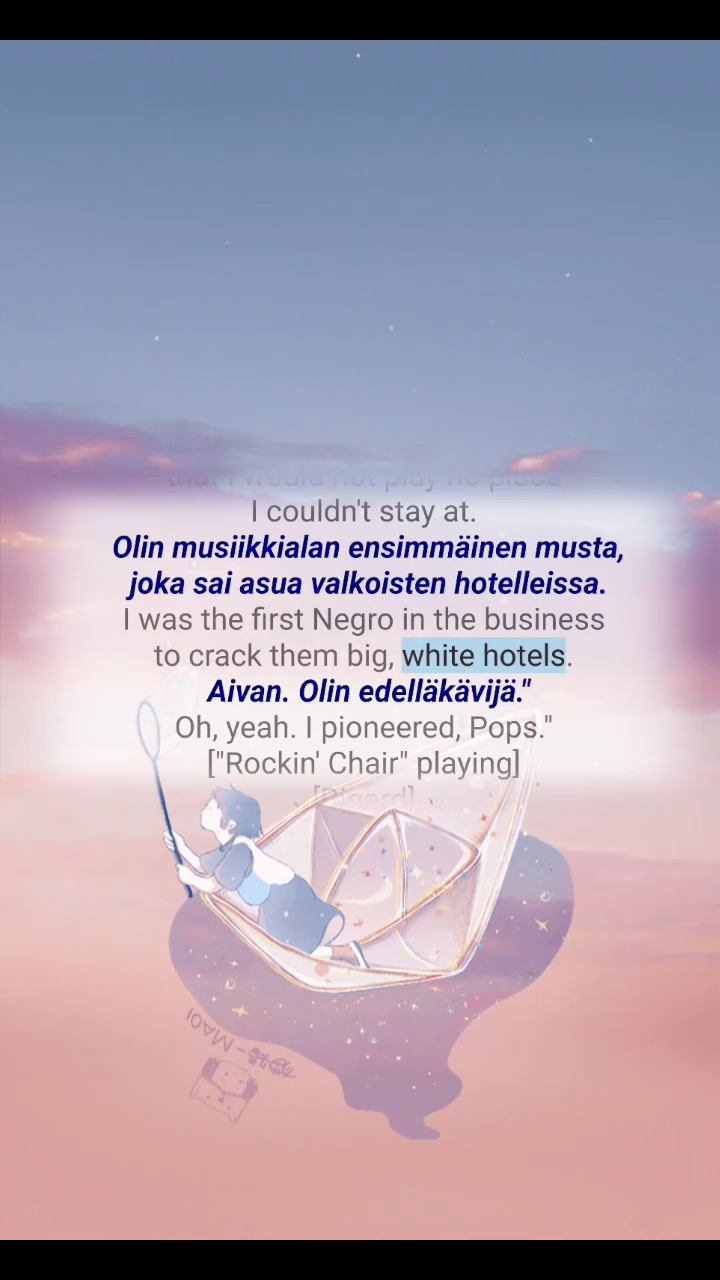 that I would not play no place
I couldn't stay at.
Olin musiikkialan ensimmäinen musta,
joka sai asua valkoisten hotelleissa.
I was the first Negro in the business
to crack them big, white hotels.
Aivan. Olin edelläkävijä."
Oh, yeah. I pioneered, Pops."
["Rockin' Chair" playing]
[Bigard]
MAOI